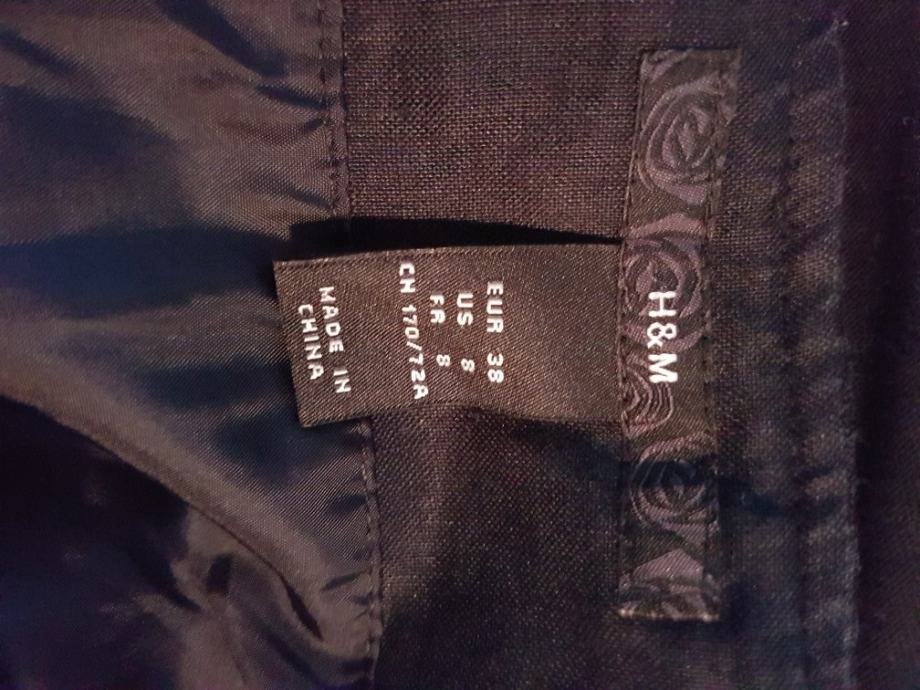 H&M
EUR 38
US 8
FR 8
CN 170/72A
MADE IN
CHINA